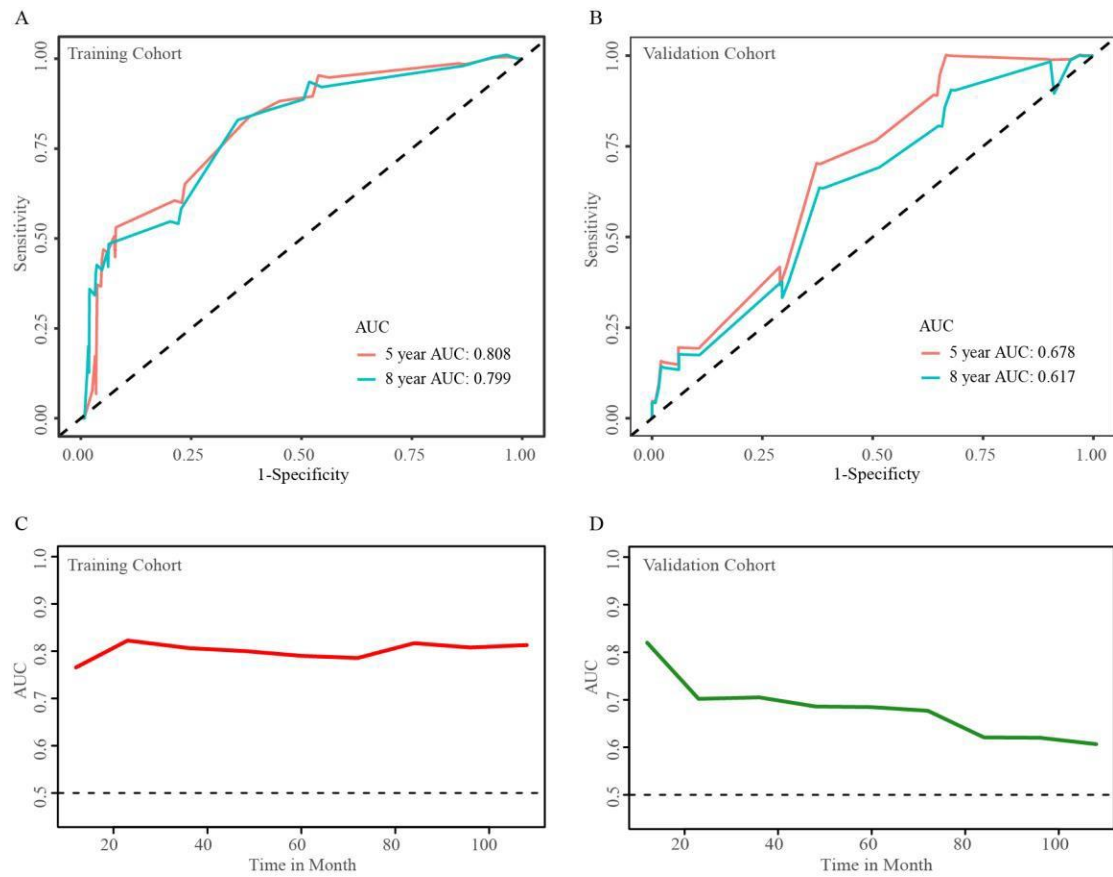 A
Training Cohort
1.00
0.75
0.50
0.25
0.00
Sensitivity
AUC
5 year AUC: 0.808
8 year AUC: 0.799
0.00 0.25 0.50 0.75 1.00
1-Specificity
B
Validation Cohort
1.00
0.75
0.50
0.25
0.00
Sensitivity
AUC
5 year AUC: 0.678
8 year AUC: 0.617
0.00 0.25 0.50 0.75 1.00
1-Specificty
C
Training Cohort
1.0
0.9
0.8
0.7
0.6
0.5
AUC
20 40 60 80 100
Time in Month
D
Validation Cohort
1.0
0.9
0.8
0.7
0.6
0.5
AUC
20 40 60 80 100
Time in Month